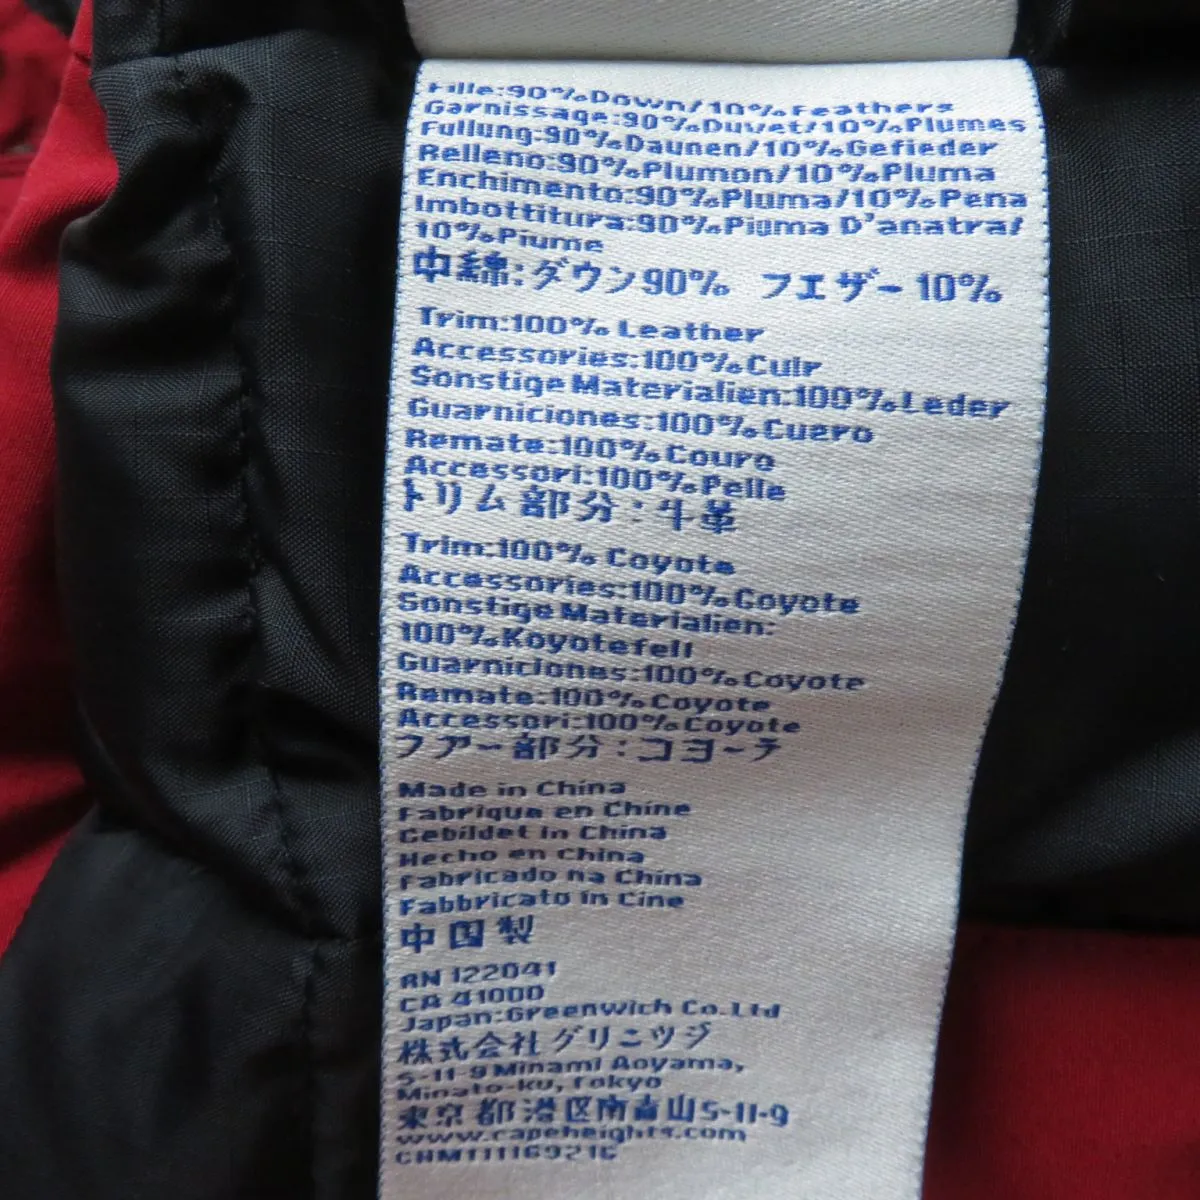 Fille:90%Down/10%Feathers
Garnissage:90%Duvet/10%Plumes
Fullung:90%Daunen/10%Gefieder
Relleno:90%Plumon/10%Pluma
Enchimento:90%Pluma/10%Pena
Imbottitura:90%Piuma D'anatra/
10%Piume
中綿:ダウン90% フエザー10%
Trim:100% Leather
Accessories:100%Cuir
Sonstige Materialien:100%Leder
Guarniciones:100%Cuero
Remate:100%Couro
Accessori:100%Pelle
トリム部分:牛革
Trim:100% Coyote
Accessories:100%Coyote
Sonstige Materialien:
100%Koyotefell
Guarniciones:100%Coyote
Remate:100%Coyote
Accessori:100%Coyote
フアー部分:コヨーテ
Made in China
Fabrique en Chine
Gebildet in China
Hecho en China
Fabricado na China
Fabbricato in Cine
中国製
RN 122041
CA 41000
Japan:Greenwich Co.Ltd
株式会社グリニッジ
5-11-9 Minami Aoyama,
Minato-ku, Tokyo
東京都港区南青山5-11-9
www.capeheights.com
CHM11116921G